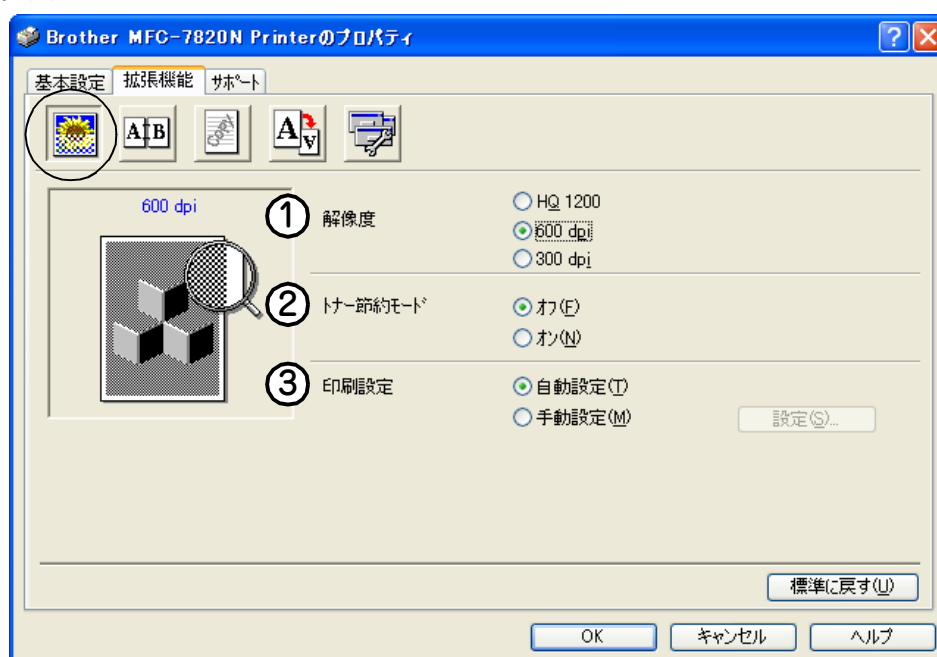 Brother MFC-7820N Printerのプロパティ
基本設定 拡張機能 サポート
A B copy A A
600 dpi
① 解像度
HQ 1200
600 dpi
300 dpi
② トナー節約モード
オフ(F)
オン(N)
③ 印刷設定
自動設定(T)
手動設定(M) 設定(S)...
標準に戻す(U)
OK キャンセル ヘルプ